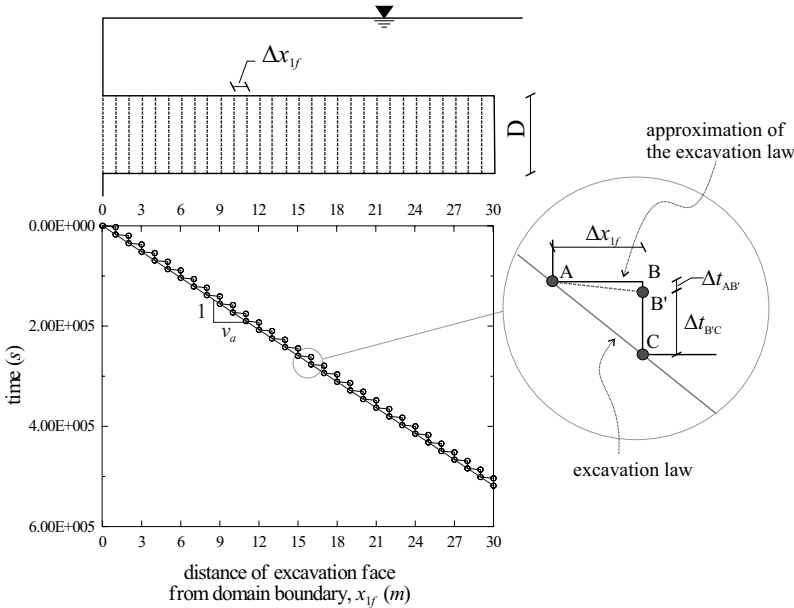 Δx₁f
D
approximation of
the excavation law
0 3 6 9 12 15 18 21 24 27 30
0.00E+000
2.00E+005
4.00E+005
6.00E+005
time (s)
1
vₐ
Δx₁f
A
B
B'
C
Δt_AB'
Δt_B'C
excavation law
0 3 6 9 12 15 18 21 24 27 30
distance of excavation face
from domain boundary, x₁f (m)